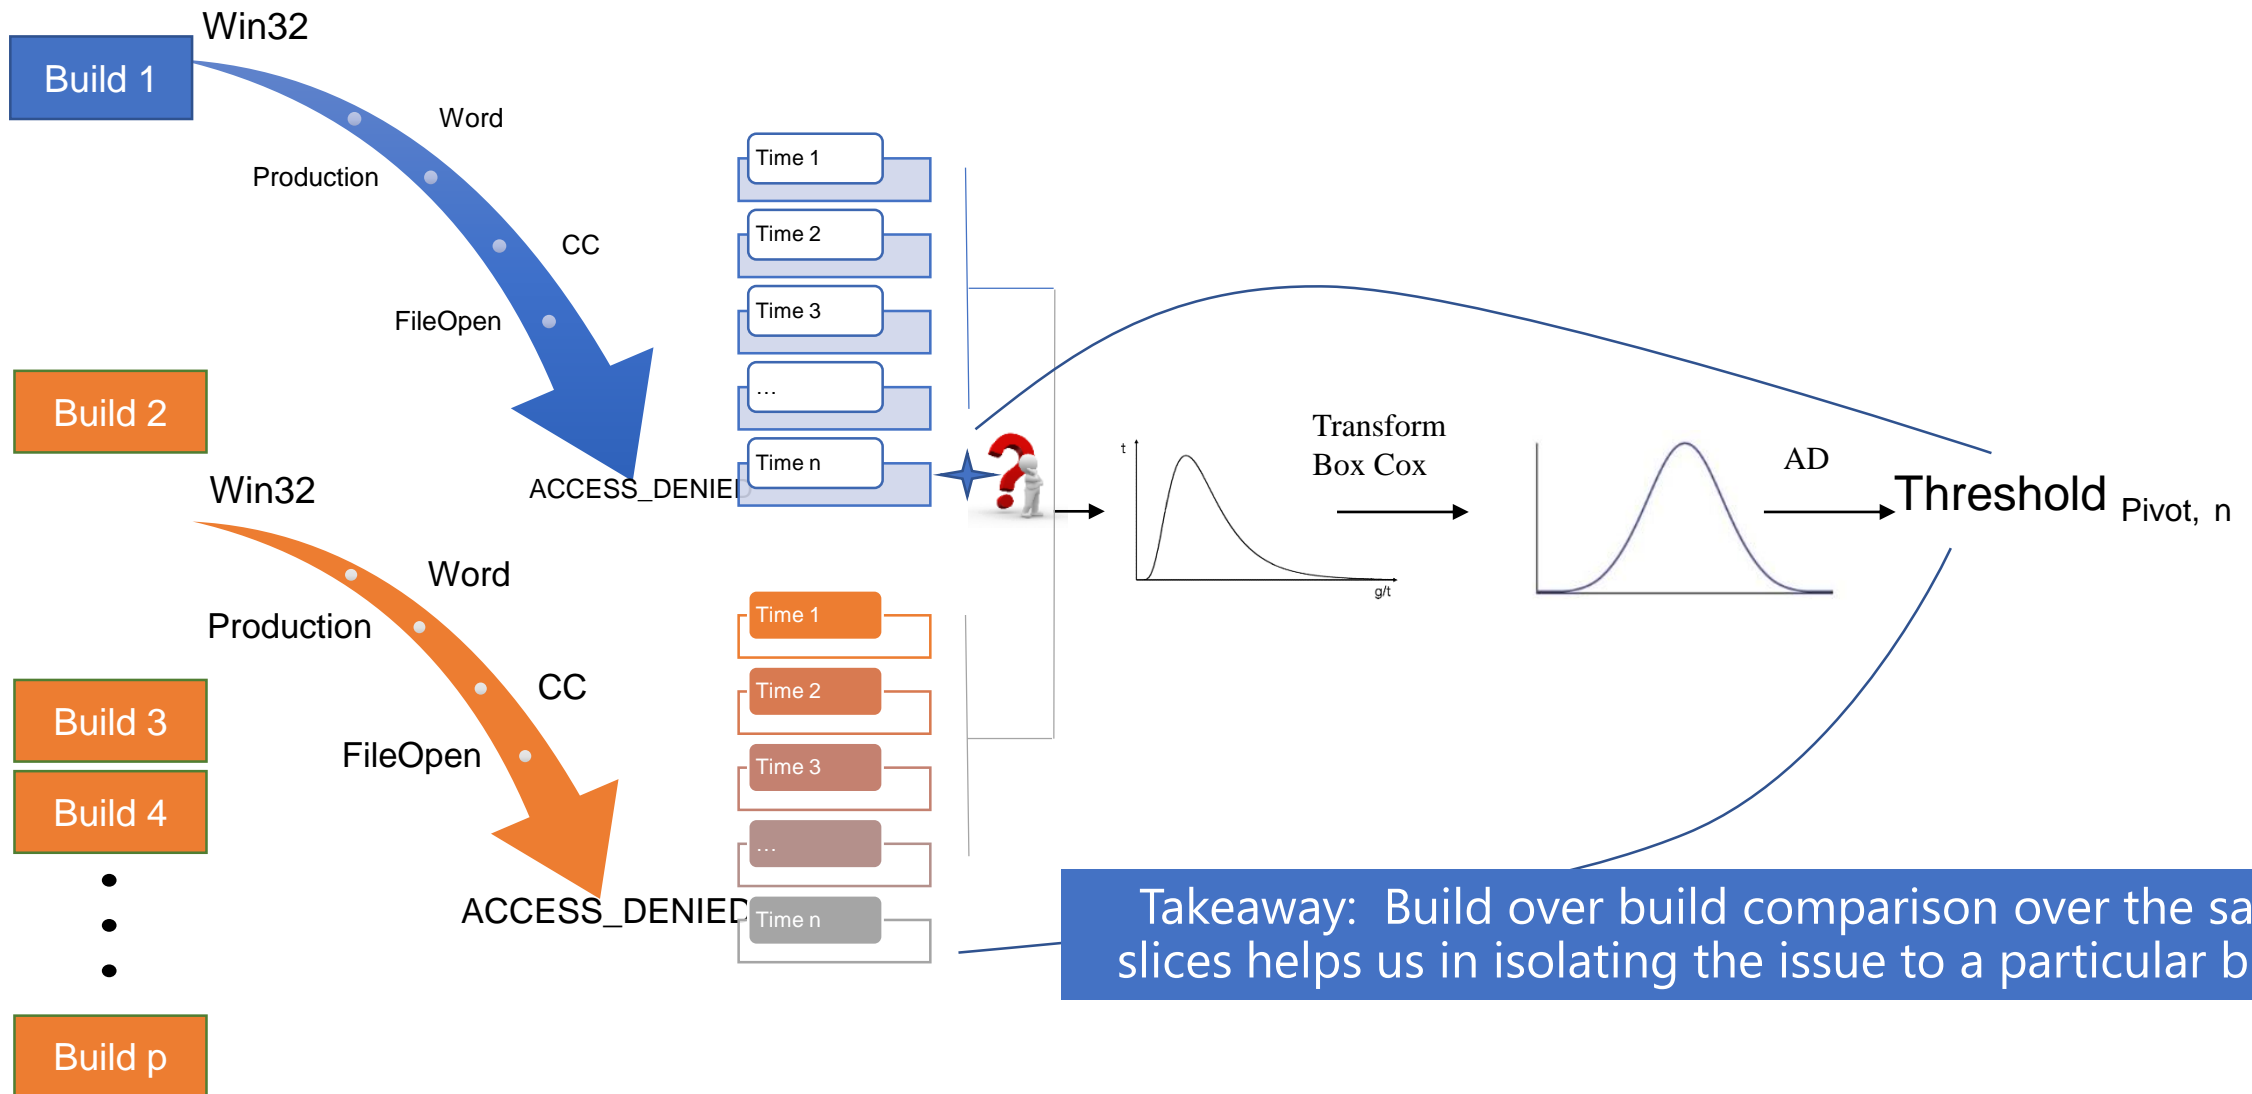 Win32
Build 1
Word
Production
CC
FileOpen
ACCESS_DENIED
Time 1
Time 2
Time 3
...
Time n
Build 2
Win32
Word
Production
CC
FileOpen
ACCESS_DENIED
Time 1
Time 2
Time 3
...
Time n
Build 3
Build 4
Build p
t
g/t
Transform
Box Cox
AD
Threshold Pivot, n
Takeaway: Build over build comparison over the sa
slices helps us in isolating the issue to a particular b